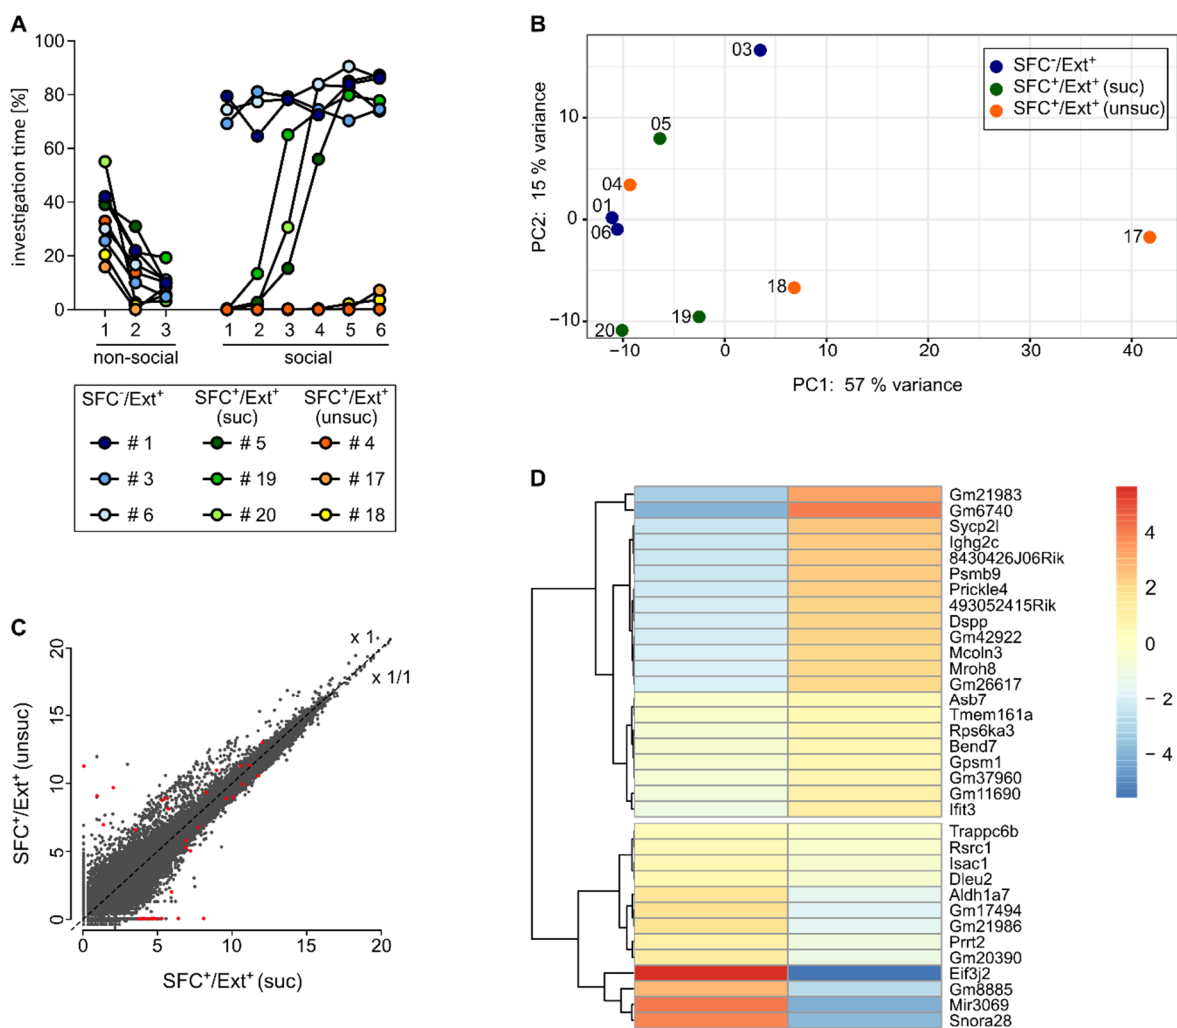 A
investigation time [%]
100
80
60
40
20
0
1 2 3
1 2 3 4 5 6
non-social
social
SFC⁻/Ext⁺
SFC⁺/Ext⁺
(suc)
SFC⁺/Ext⁺
(unsuc)
# 1
# 5
# 4
# 3
# 19
# 17
# 6
# 20
# 18
B
PC2: 15 % variance
10
0
−10
03
05
04
01
06
17
18
19
20
SFC⁻/Ext⁺
SFC⁺/Ext⁺ (suc)
SFC⁺/Ext⁺ (unsuc)
−10 0 10 20 30 40
PC1: 57 % variance
C
SFC⁺/Ext⁺ (unsuc)
20
15
10
5
0
x 1
x 1/1
0 5 10 15 20
SFC⁺/Ext⁺ (suc)
D
Gm21983
Gm6740
Sycp2l
Ighg2c
8430426J06Rik
Psmb9
Prickle4
493052415Rik
Dspp
Gm42922
Mcoln3
Mroh8
Gm26617
Asb7
Tmem161a
Rps6ka3
Bend7
Gpsm1
Gm37960
Gm11690
Ifit3
Trappc6b
Rsrc1
Isac1
Dleu2
Aldh1a7
Gm17494
Gm21986
Prrt2
Gm20390
Eif3j2
Gm8885
Mir3069
Snora28
4
2
0
− 2
− 4